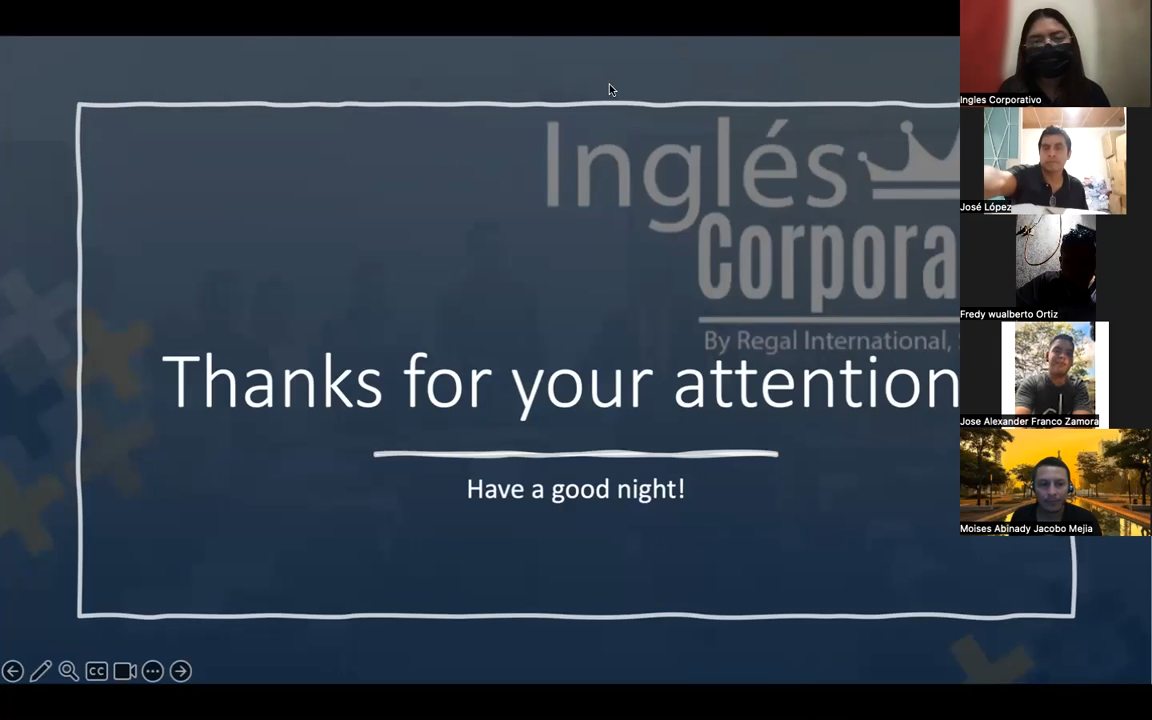 Inglés
Corpora
By Regal International,
Thanks for your attention
Have a good night!
CC
Ingles Corporativo
José López
Fredy wualberto Ortiz
Jose Alexander Franco Zamora
Moises Abinady Jacobo Mejia